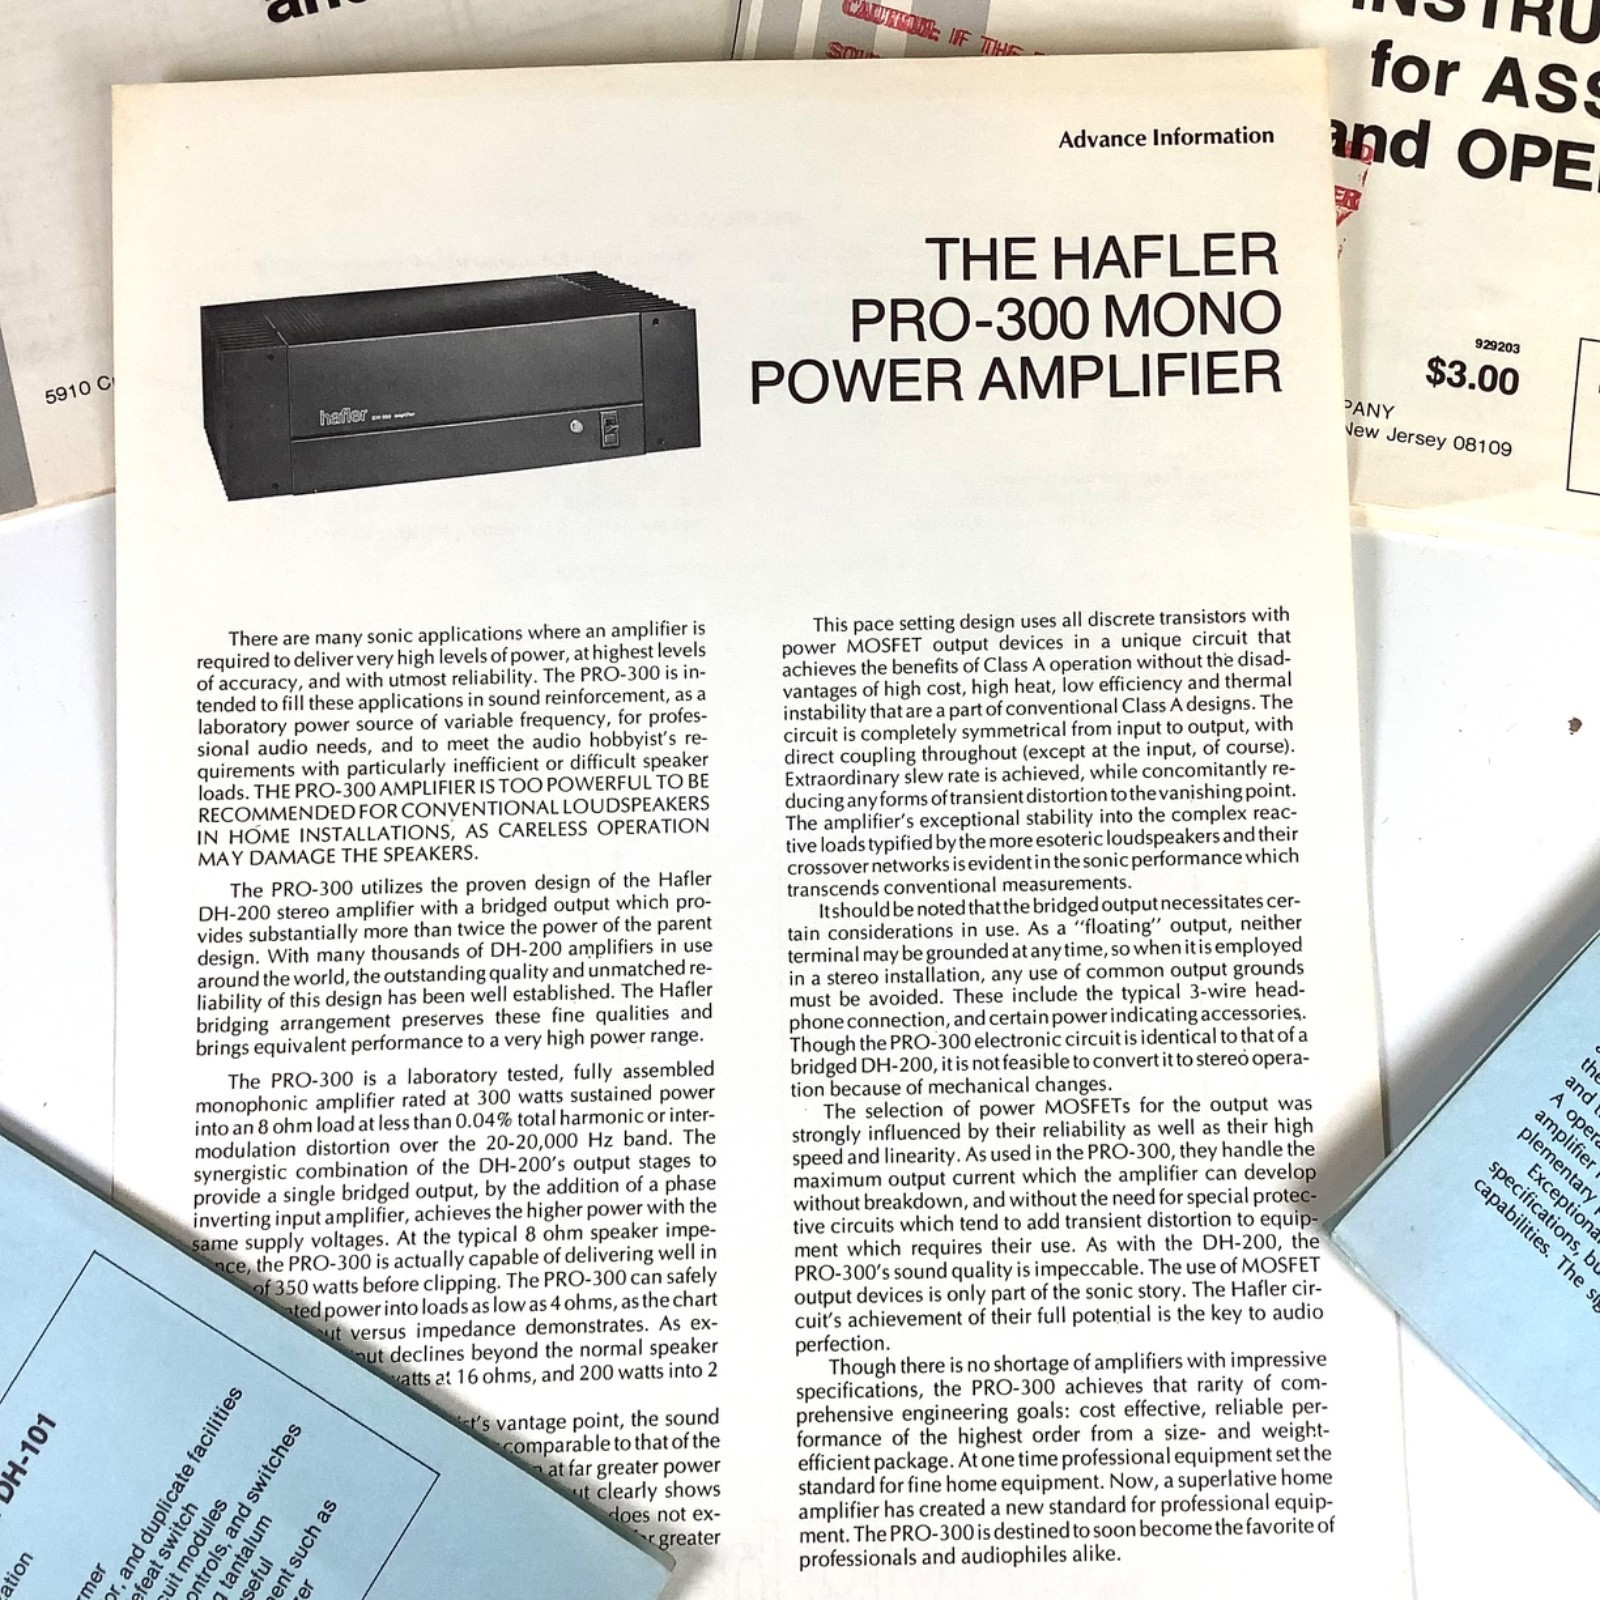 CAUTION: IF THE
INSTRU
for ASS
and OPE
929203
$3.00
PANY
New Jersey 08109
5910 C
Advance Information
THE HAFLER
PRO-300 MONO
POWER AMPLIFIER
hafler
There are many sonic applications where an amplifier is
required to deliver very high levels of power, at highest levels
of accuracy, and with utmost reliability. The PRO-300 is in-
tended to fill these applications in sound reinforcement, as a
laboratory power source of variable frequency, for profes-
sional audio needs, and to meet the audio hobbyist's re-
quirements with particularly inefficient or difficult speaker
loads. THE PRO-300 AMPLIFIER IS TOO POWERFUL TO BE
RECOMMENDED FOR CONVENTIONAL LOUDSPEAKERS
IN HOME INSTALLATIONS, AS CARELESS OPERATION
MAY DAMAGE THE SPEAKERS.
The PRO-300 utilizes the proven design of the Hafler
DH-200 stereo amplifier with a bridged output which pro-
vides substantially more than twice the power of the parent
design. With many thousands of DH-200 amplifiers in use
around the world, the outstanding quality and unmatched re-
liability of this design has been well established. The Hafler
bridging arrangement preserves these fine qualities and
brings equivalent performance to a very high power range.
The PRO-300 is a laboratory tested, fully assembled
monophonic amplifier rated at 300 watts sustained power
into an 8 ohm load at less than 0.04% total harmonic or inter-
modulation distortion over the 20-20,000 Hz band. The
synergistic combination of the DH-200's output stages to
provide a single bridged output, by the addition of a phase
inverting input amplifier, achieves the higher power with the
same supply voltages. At the typical 8 ohm speaker impe-
nce, the PRO-300 is actually capable of delivering well in
of 350 watts before clipping. The PRO-300 can safely
ted power into loads as low as 4 ohms, as the chart
ut versus impedance demonstrates. As ex-
put declines beyond the normal speaker
watts at 16 ohms, and 200 watts into 2
st's vantage point, the sound
comparable to that of the
at far greater power
ut clearly shows
does not ex-
r greater
This pace setting design uses all discrete transistors with
power MOSFET output devices in a unique circuit that
achieves the benefits of Class A operation without the disad-
vantages of high cost, high heat, low efficiency and thermal
instability that are a part of conventional Class A designs. The
circuit is completely symmetrical from input to output, with
direct coupling throughout (except at the input, of course).
Extraordinary slew rate is achieved, while concomitantly re-
ducing any forms of transient distortion to the vanishing point.
The amplifier's exceptional stability into the complex reac-
tive loads typified by the more esoteric loudspeakers and their
crossover networks is evident in the sonic performance which
transcends conventional measurements.
It should be noted that the bridged output necessitates cer-
tain considerations in use. As a "floating" output, neither
terminal may be grounded at any time, so when it is employed
in a stereo installation, any use of common output grounds
must be avoided. These include the typical 3-wire head-
phone connection, and certain power indicating accessories.
Though the PRO-300 electronic circuit is identical to that of a
bridged DH-200, it is not feasible to convert it to stereo opera-
tion because of mechanical changes.
The selection of power MOSFETs for the output was
strongly influenced by their reliability as well as their high
speed and linearity. As used in the PRO-300, they handle the
maximum output current which the amplifier can develop
without breakdown, and without the need for special protec-
tive circuits which tend to add transient distortion to equip-
ment which requires their use. As with the DH-200, the
PRO-300's sound quality is impeccable. The use of MOSFET
output devices is only part of the sonic story. The Hafler cir-
cuit's achievement of their full potential is the key to audio
perfection.
Though there is no shortage of amplifiers with impressive
specifications, the PRO-300 achieves that rarity of com-
prehensive engineering goals: cost effective, reliable per-
formance of the highest order from a size- and weight-
efficient package. At one time professional equipment set the
standard for fine home equipment. Now, a superlative home
amplifier has created a new standard for professional equip-
ment. The PRO-300 is destined to soon become the favorite of
professionals and audiophiles alike.
DH-101
or, and duplicate facilities
efeat switch
cuit modules
ontrols, and switches
g tantalum
seful
ent such as
the
and
A opera
amplifier
plementary
Exceptional
specifications, bu
capabilities. The sig